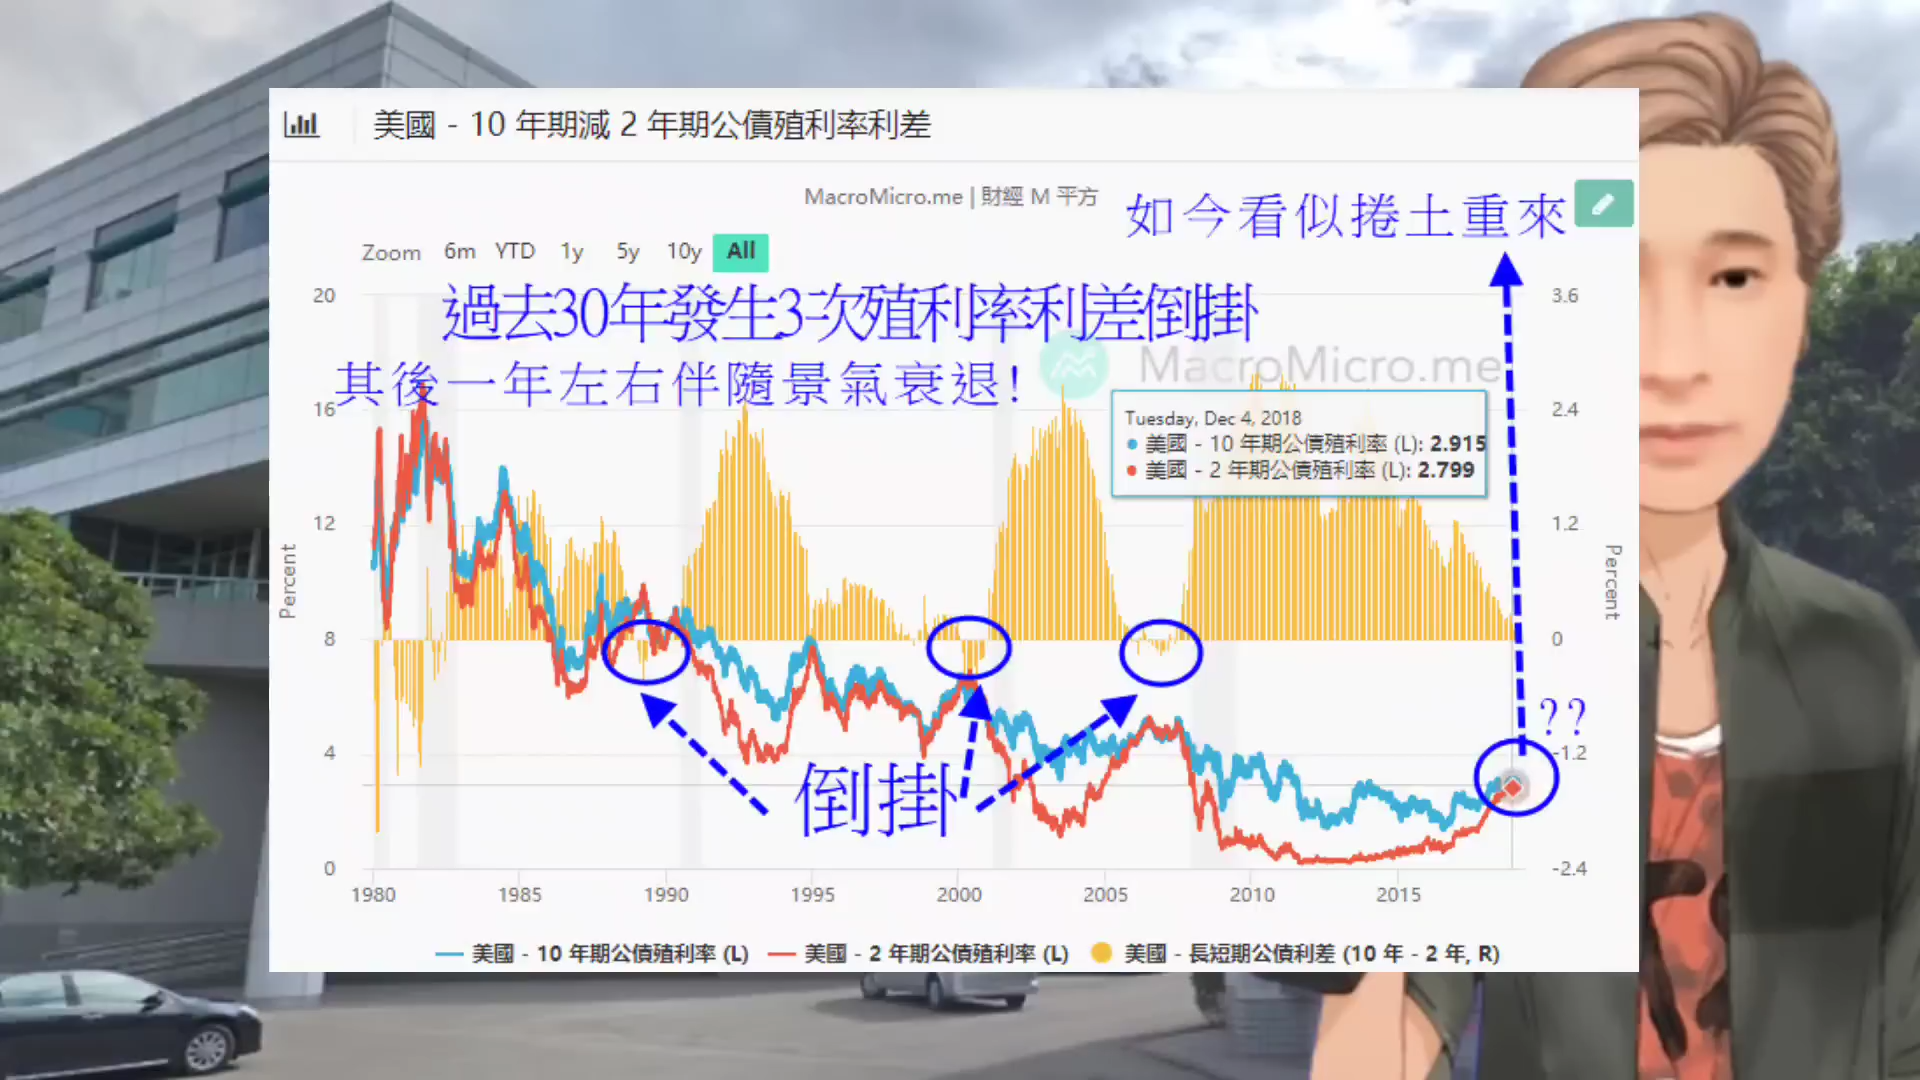 美國 - 10 年期減 2 年期公債殖利率利差
MacroMicro.me | 財經 M 平方
如今看似捲土重來
Zoom 6m YTD 1y 5y 10y All
過去30年發生3次殖利率利差倒掛
其後一年左右伴隨景氣衰退!
MacroMicro.me
Tuesday, Dec 4, 2018
美國 - 10 年期公債殖利率 (L): 2.915
美國 - 2 年期公債殖利率 (L): 2.799
20
16
12
8
4
0
Percent
3.6
2.4
1.2
0
-1.2
-2.4
Percent
??
倒掛
1980 1985 1990 1995 2000 2005 2010 2015
美國 - 10 年期公債殖利率 (L) 美國 - 2 年期公債殖利率 (L) 美國 - 長短期公債利差 (10 年 - 2 年, R)